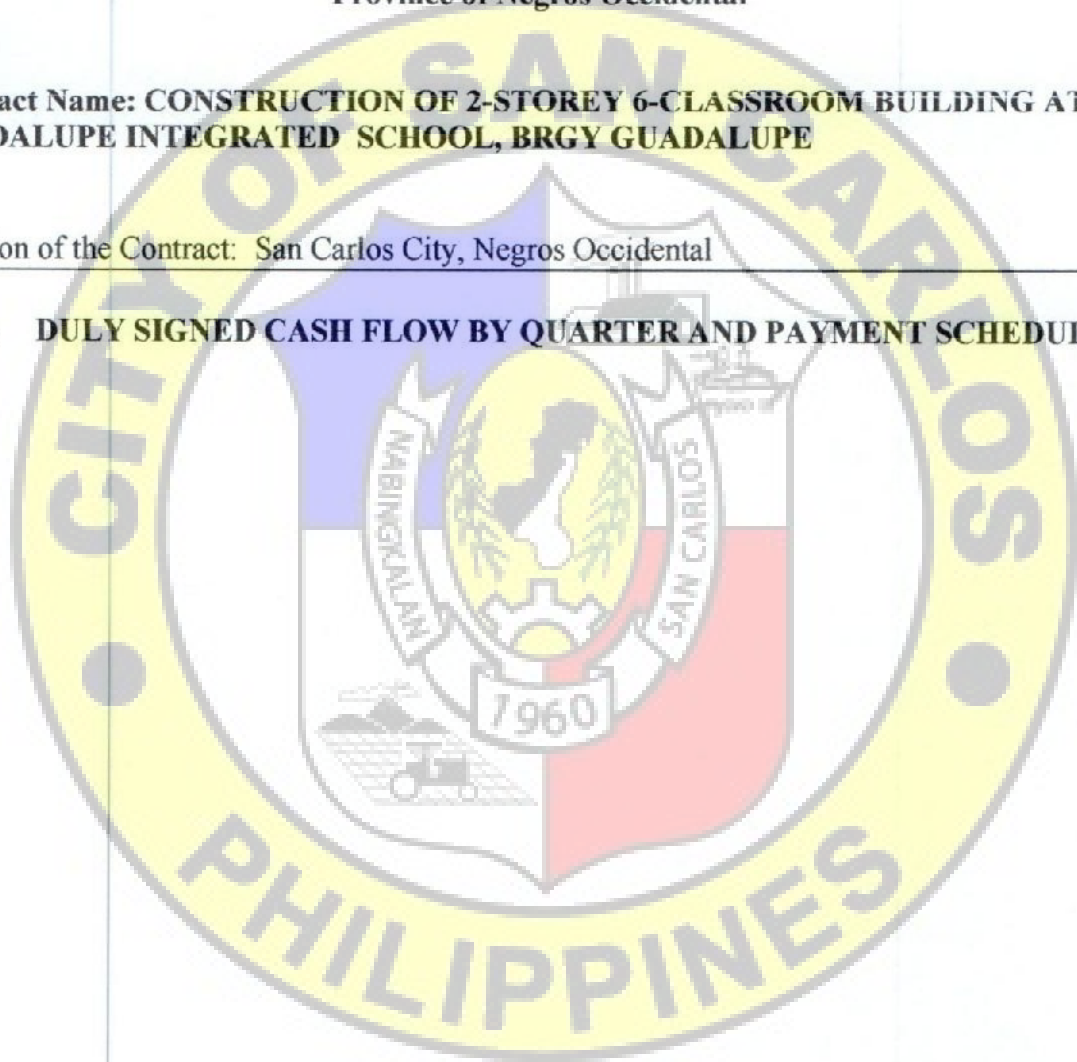 Province of Negros Occidental
act Name: CONSTRUCTION OF 2-STOREY 6-CLASSROOM BUILDING AT
DALUPE INTEGRATED SCHOOL, BRGY GUADALUPE
ion of the Contract: San Carlos City, Negros Occidental
DULY SIGNED CASH FLOW BY QUARTER AND PAYMENT SCHEDUL
CITY OF SAN CARLOS
NABINGKALAN
SAN CARLOS
1960
PHILIPPINES